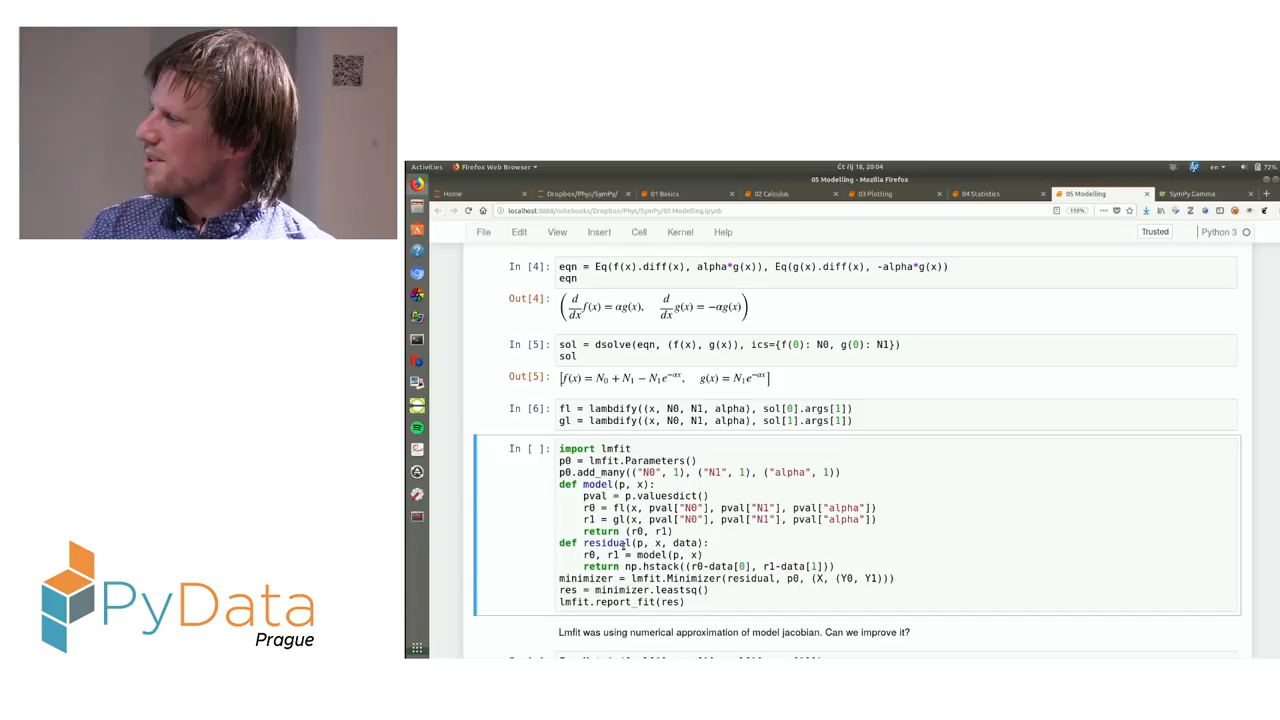 PyData
Prague
Activities Firefox Web Browser Čt říj 18, 20:04 en 72%
05 Modelling - Mozilla Firefox
Home Dropbox/Phys/SymPy/ 01 Basics 02 Calculus 03 Plotting 04 Statistics 05 Modelling SymPy Gamma
localhost:8888/notebooks/Dropbox/Phys/SymPy/05 Modelling.ipynb 150%
File Edit View Insert Cell Kernel Help Trusted Python 3
In [4]: eqn = Eq(f(x).diff(x), alpha*g(x)), Eq(g(x).diff(x), -alpha*g(x))
eqn
Out[4]: (d/dx f(x) = αg(x), d/dx g(x) = −αg(x))
In [5]: sol = dsolve(eqn, (f(x), g(x)), ics={f(0): N0, g(0): N1})
sol
Out[5]: [f(x) = N₀ + N₁ − N₁e^−αx, g(x) = N₁e^−αx]
In [6]: fl = lambdify((x, N0, N1, alpha), sol[0].args[1])
gl = lambdify((x, N0, N1, alpha), sol[1].args[1])
In [ ]: import lmfit
p0 = lmfit.Parameters()
p0.add_many(("N0", 1), ("N1", 1), ("alpha", 1))
def model(p, x):
pval = p.valuesdict()
r0 = fl(x, pval["N0"], pval["N1"], pval["alpha"])
r1 = gl(x, pval["N0"], pval["N1"], pval["alpha"])
return (r0, r1)
def residual(p, x, data):
r0, r1 = model(p, x)
return np.hstack((r0-data[0], r1-data[1]))
minimizer = lmfit.Minimizer(residual, p0, (X, (Y0, Y1)))
res = minimizer.leastsq()
lmfit.report_fit(res)
Lmfit was using numerical approximation of model jacobian. Can we improve it?